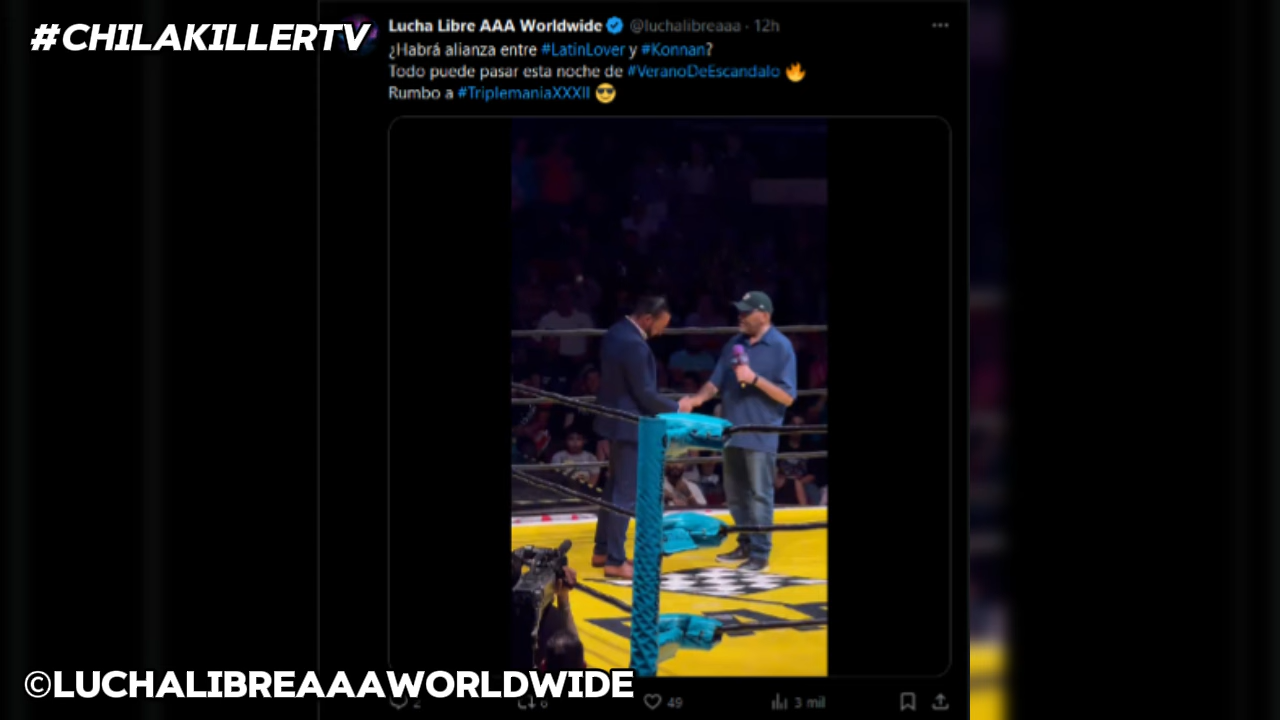 #CHILAKILLERTV
Lucha Libre AAA Worldwide @luchalibreaaa · 12h
¿Habrá alianza entre #LatínLover y #Konnan?
Todo puede pasar esta noche de #VeranoDeEscandalo 🔥
Rumbo a #TriplemaniaXXXII 😎
©LUCHALIBREAAAWORLDWIDE
49
3 mil